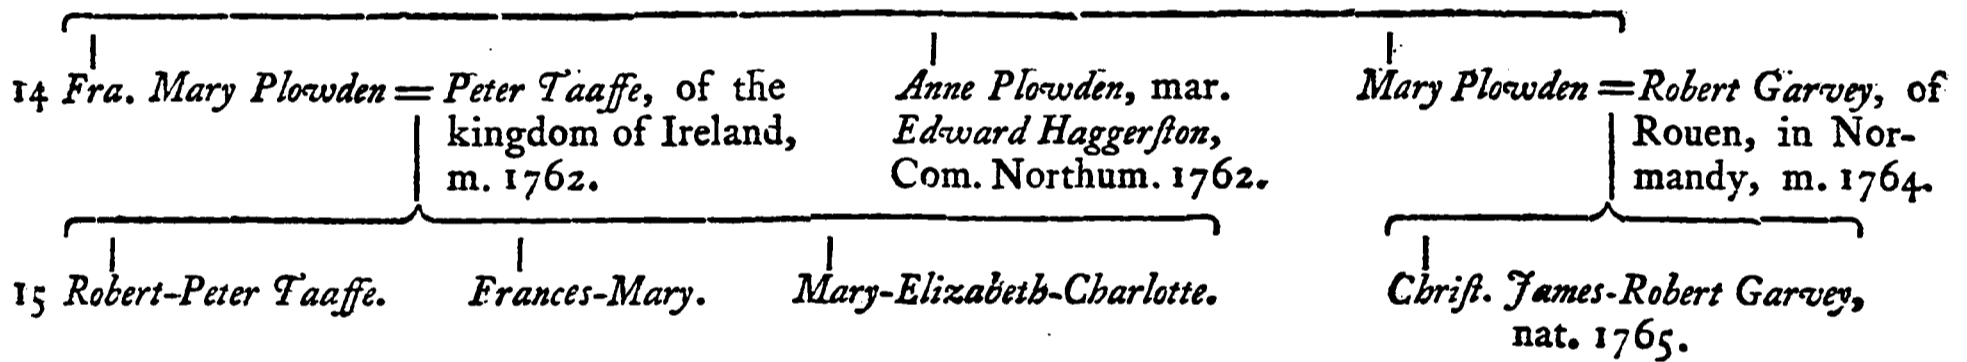 14 Fra. Mary Plowden = Peter Taaffe, of the
kingdom of Ireland,
m. 1762.
Anne Plowden, mar.
Edward Haggerſton,
Com. Northum. 1762.
Mary Plowden = Robert Garvey, of
Rouen, in Nor-
mandy, m. 1764.
15 Robert-Peter Taaffe. Frances-Mary. Mary-Elizabeth-Charlotte. Chriſt. James-Robert Garvey,
nat. 1765.